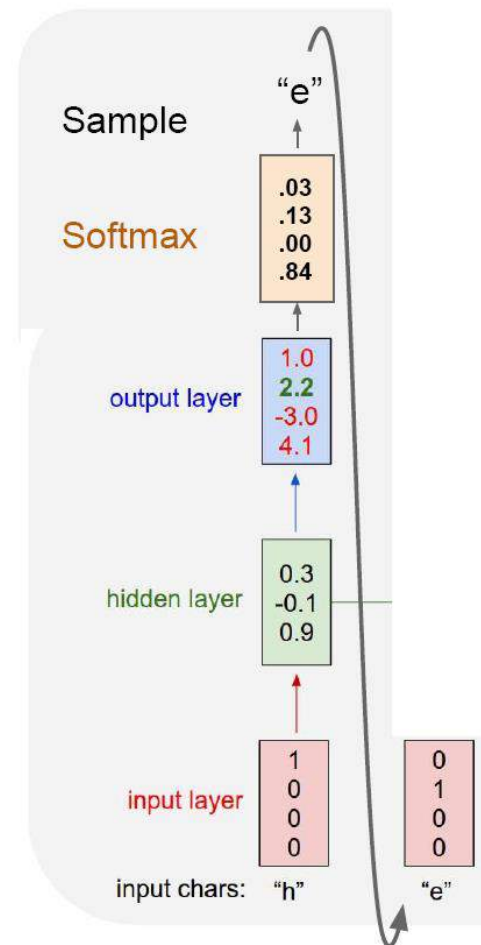 “e”
Sample
.03
.13
.00
.84
Softmax
1.0
2.2
-3.0
4.1
output layer
0.3
-0.1
0.9
hidden layer
1
0
0
0
input layer
0
1
0
0
input chars: “h” “e”